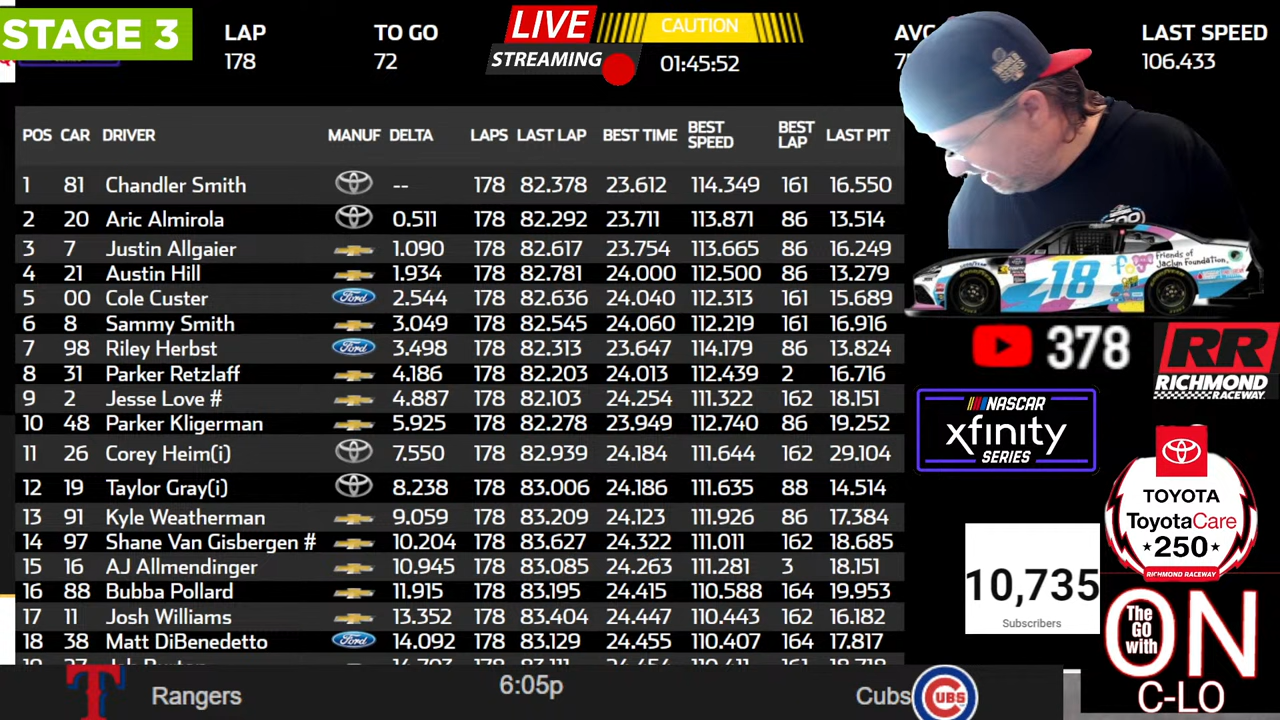 STAGE 3
LAP
178
TO GO
72
LIVE
STREAMING
CAUTION
01:45:52
LAST SPEED
106.433
POS CAR DRIVER MANUF DELTA LAPS LAST LAP BEST TIME BEST SPEED BEST LAP LAST PIT
1 81 Chandler Smith -- 178 82.378 23.612 114.349 161 16.550
2 20 Aric Almirola 0.511 178 82.292 23.711 113.871 86 13.514
3 7 Justin Allgaier 1.090 178 82.617 23.754 113.665 86 16.249
4 21 Austin Hill 1.934 178 82.781 24.000 112.500 86 13.279
5 00 Cole Custer Ford 2.544 178 82.636 24.040 112.313 161 15.689
6 8 Sammy Smith 3.049 178 82.545 24.060 112.219 161 16.916
7 98 Riley Herbst Ford 3.498 178 82.313 23.647 114.179 86 13.824
8 31 Parker Retzlaff 4.186 178 82.203 24.013 112.439 2 16.716
9 2 Jesse Love # 4.887 178 82.103 24.254 111.322 162 18.151
10 48 Parker Kligerman 5.925 178 82.278 23.949 112.740 86 19.252
11 26 Corey Heim(i) 7.550 178 82.939 24.184 111.644 162 29.104
12 19 Taylor Gray(i) 8.238 178 83.006 24.186 111.635 88 14.514
13 91 Kyle Weatherman 9.059 178 83.209 24.123 111.926 86 17.384
14 97 Shane Van Gisbergen # 10.204 178 83.627 24.322 111.011 162 18.685
15 16 AJ Allmendinger 10.945 178 83.085 24.263 111.281 3 18.151
16 88 Bubba Pollard 11.915 178 83.195 24.415 110.588 164 19.953
17 11 Josh Williams 13.352 178 83.404 24.447 110.443 162 16.182
18 38 Matt DiBenedetto Ford 14.092 178 83.129 24.455 110.407 164 17.817
18
Friends of
Jaclyn Foundation
378
RR
RICHMOND
RACEWAY
NASCAR
xfinity
SERIES
TOYOTA
ToyotaCare
250
RICHMOND RACEWAY
10,735
Subscribers
The
GO
with
ON
C-LO
T Rangers
6:05p
Cubs
CUBS